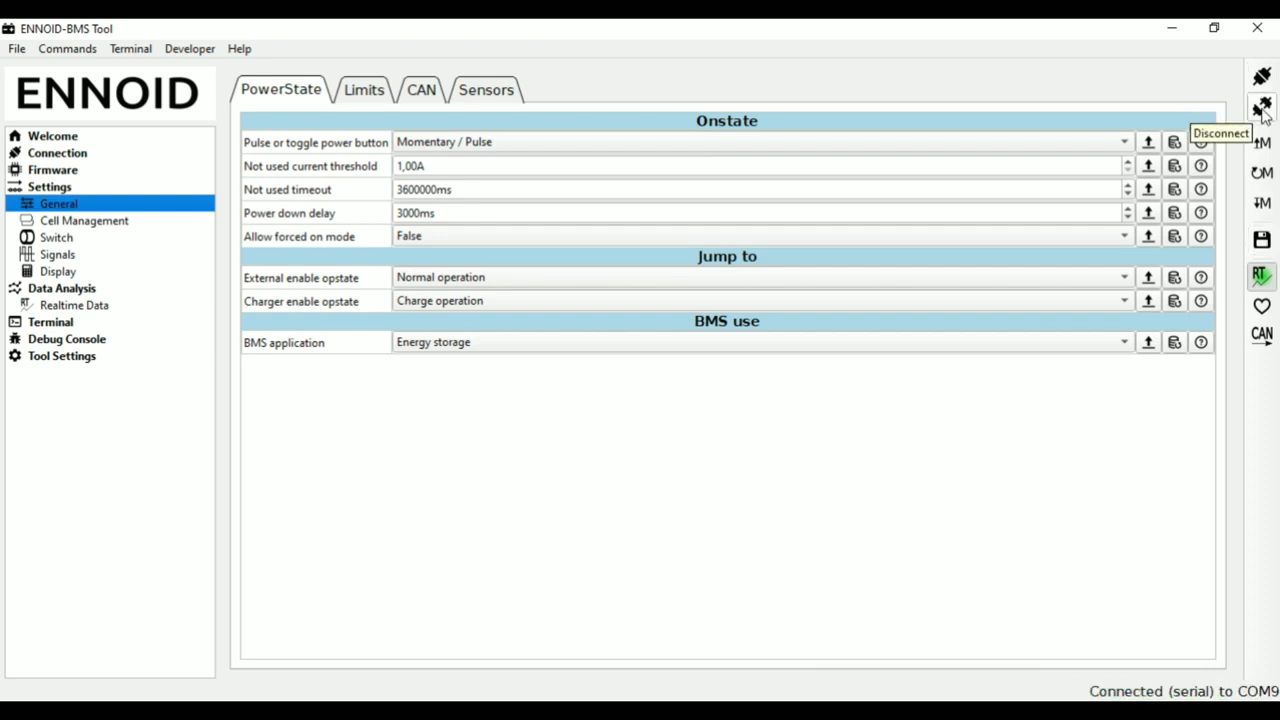 ENNOID-BMS Tool
File Commands Terminal Developer Help
ENNOID
Welcome
Connection
Firmware
Settings
General
Cell Management
Switch
Signals
Display
Data Analysis
RT Realtime Data
Terminal
Debug Console
Tool Settings
PowerState Limits CAN Sensors
Onstate
Pulse or toggle power button Momentary / Pulse
Not used current threshold 1,00A
Not used timeout 3600000ms
Power down delay 3000ms
Allow forced on mode False
Jump to
External enable opstate Normal operation
Charger enable opstate Charge operation
BMS use
BMS application Energy storage
Disconnect
↑M
↻M
↓M
RT
CAN
Connected (serial) to COM9